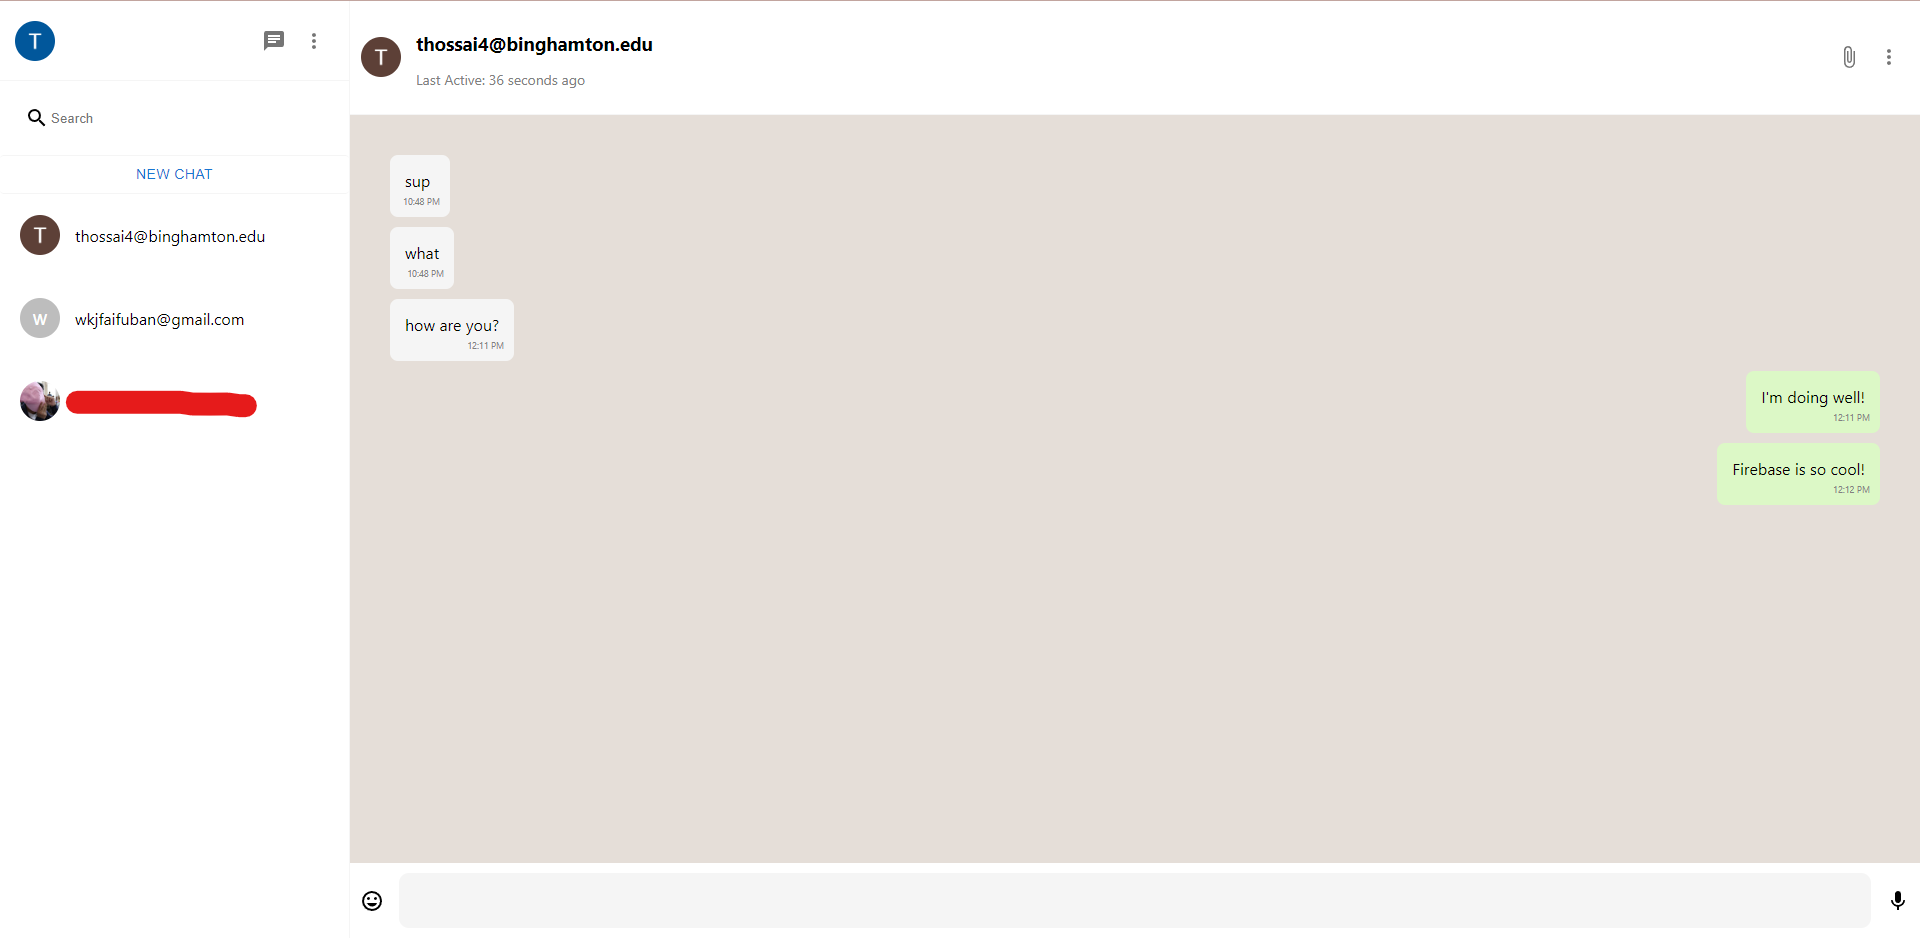 T
Search
NEW CHAT
T
thossai4@binghamton.edu
W
wkjfaifuban@gmail.com
T
thossai4@binghamton.edu
Last Active: 36 seconds ago
sup
10:48 PM
what
10:48 PM
how are you?
12:11 PM
I'm doing well!
12:11 PM
Firebase is so cool!
12:12 PM